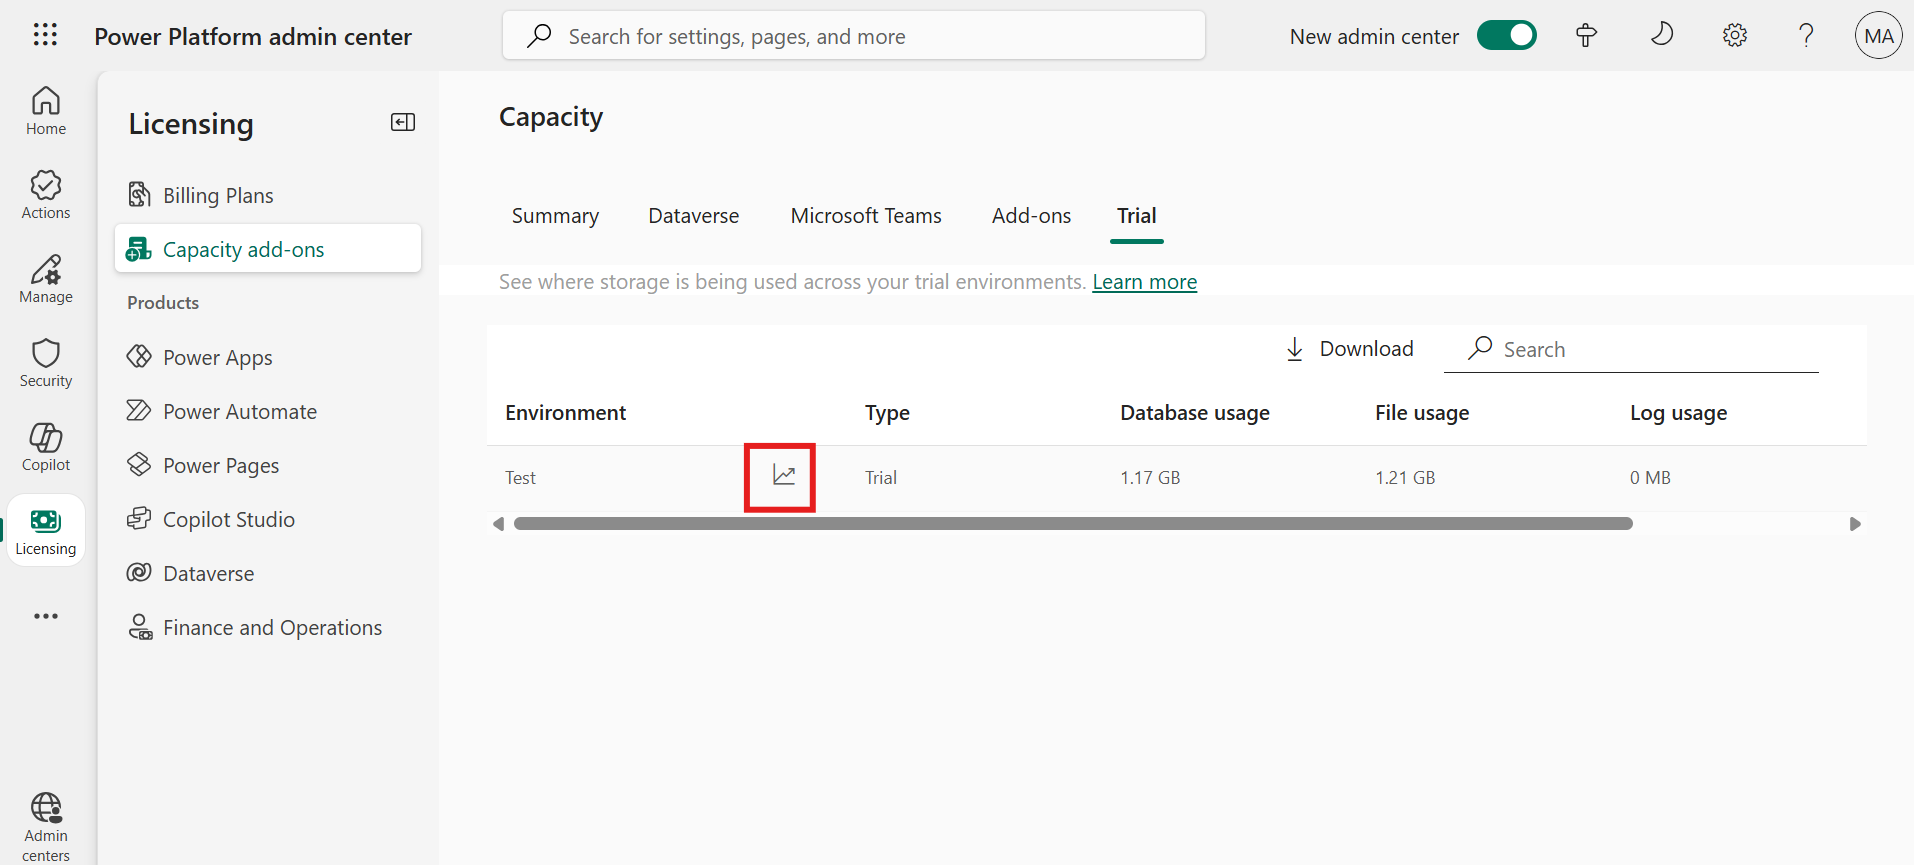 Power Platform admin center
Search for settings, pages, and more
New admin center
MA
Home
Actions
Manage
Security
Copilot
Licensing
Admin
centers
Licensing
Billing Plans
Capacity add-ons
Products
Power Apps
Power Automate
Power Pages
Copilot Studio
Dataverse
Finance and Operations
Capacity
Summary Dataverse Microsoft Teams Add-ons Trial
See where storage is being used across your trial environments. Learn more
Download Search
Environment Type Database usage File usage Log usage
Test Trial 1.17 GB 1.21 GB 0 MB